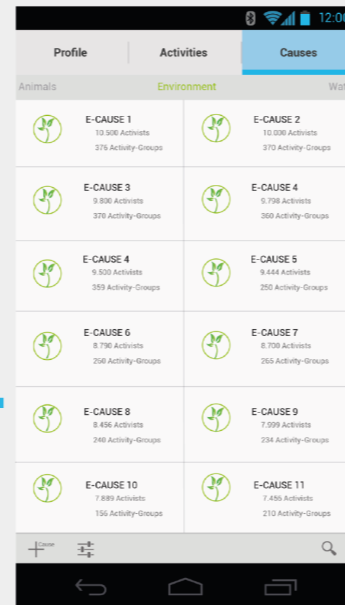 12:00
Profile Activities Causes
Animals Environment Wat
E-CAUSE 1 E-CAUSE 2
10.500 Activists 10.000 Activists
376 Activity-Groups 370 Activity-Groups
E-CAUSE 3 E-CAUSE 4
9.800 Activists 9.798 Activists
370 Activity-Groups 360 Activity-Groups
E-CAUSE 4 E-CAUSE 5
9.500 Activists 9.444 Activists
359 Activity-Groups 250 Activity-Groups
E-CAUSE 6 E-CAUSE 7
8.790 Activists 8.700 Activists
260 Activity-Groups 265 Activity-Groups
E-CAUSE 8 E-CAUSE 9
8.456 Activists 7.999 Activists
240 Activity-Groups 234 Activity-Groups
E-CAUSE 10 E-CAUSE 11
7.889 Activists 7.455 Activists
156 Activity-Groups 210 Activity-Groups
Cause